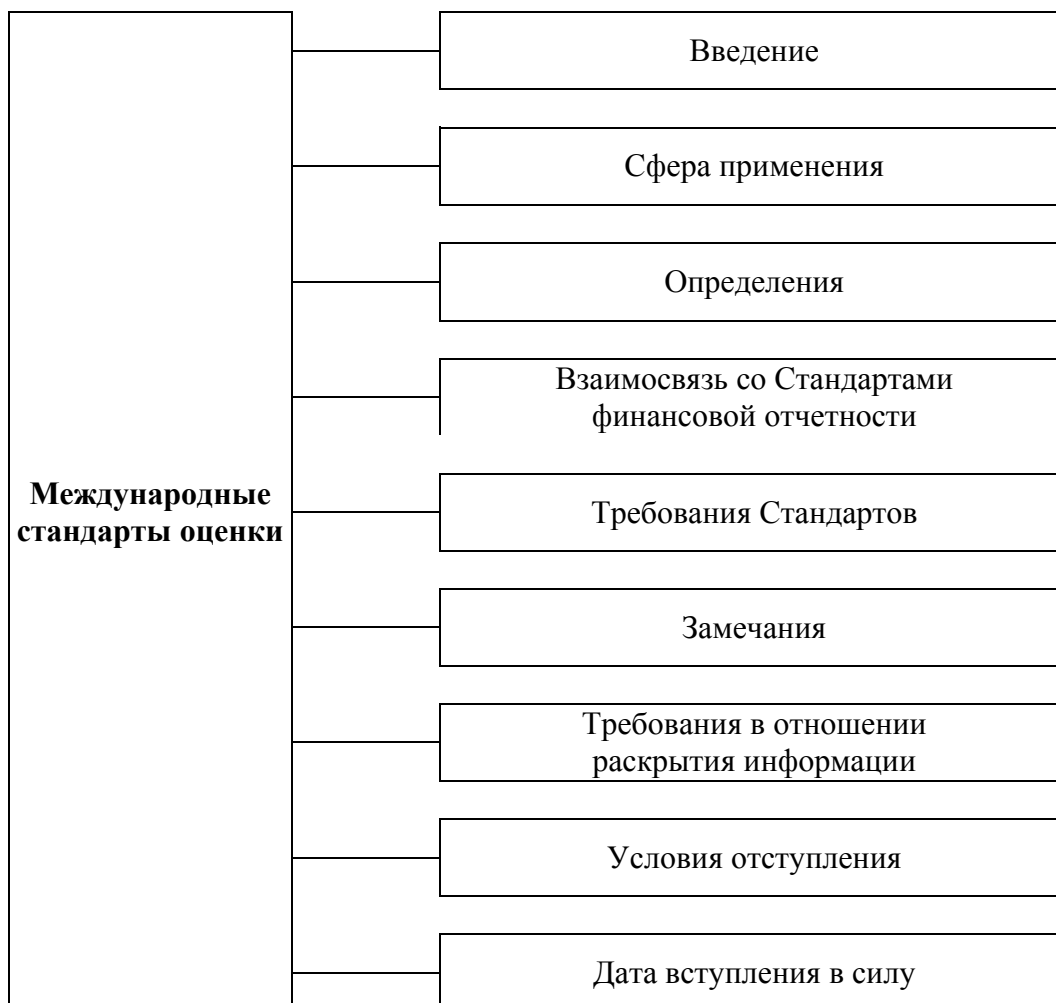 Введение
Сфера применения
Определения
Взаимосвязь со Стандартами
финансовой отчетности
Международные
стандарты оценки
Требования Стандартов
Замечания
Требования в отношении
раскрытия информации
Условия отступления
Дата вступления в силу